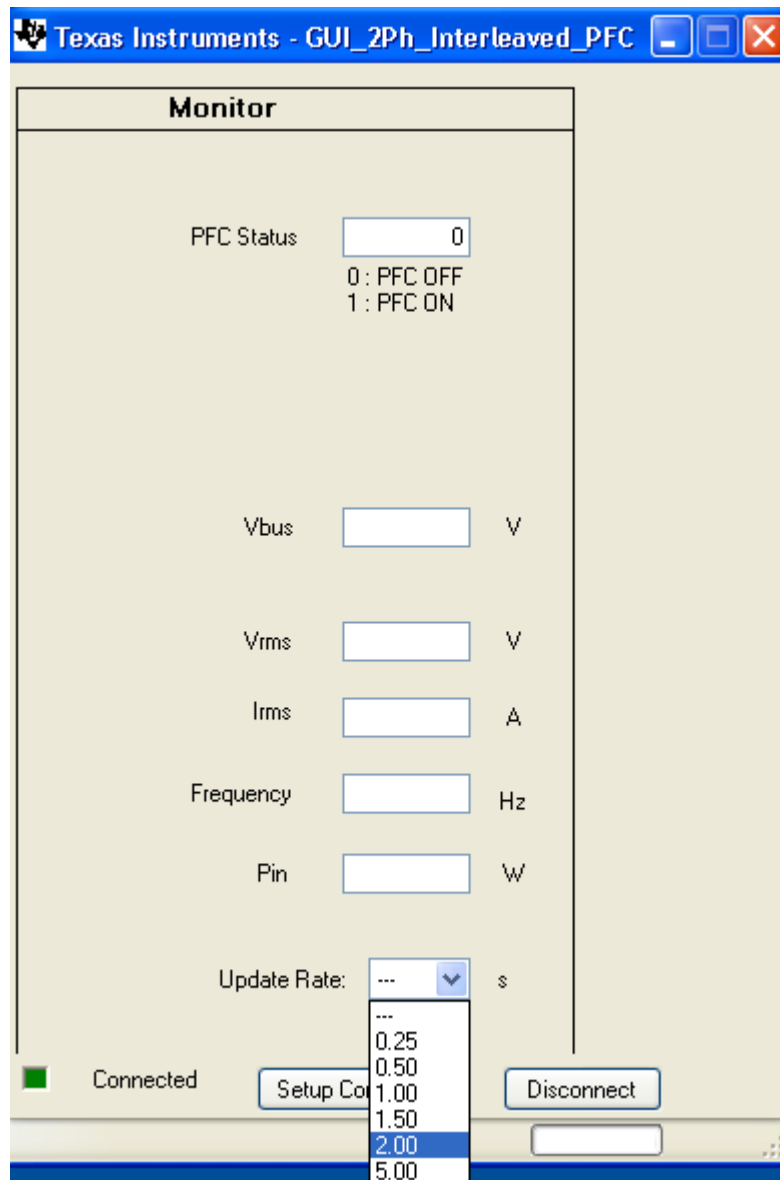 Texas Instruments - GUI_2Ph_Interleaved_PFC
Monitor
PFC Status 0
0 : PFC OFF
1 : PFC ON
Vbus V
Vrms V
Irms A
Frequency Hz
Pin W
Update Rate: --- s
---
0.25
0.50
1.00
1.50
2.00
5.00
Connected Setup Disconnect